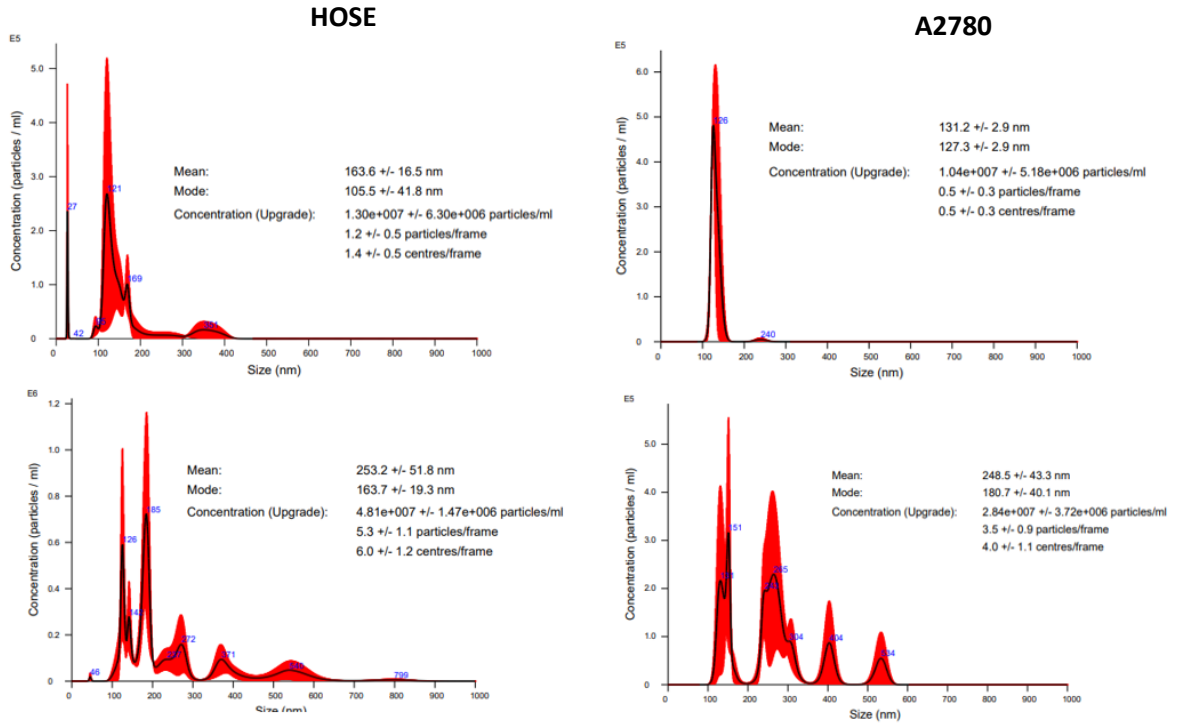 HOSE
A2780
E5
5.0
4.0
3.0
2.0
1.0
0
Concentration (particles / ml)
27
42
121
169
Mean: 163.6 +/- 16.5 nm
Mode: 105.5 +/- 41.8 nm
Concentration (Upgrade): 1.30e+007 +/- 6.30e+006 particles/ml
1.2 +/- 0.5 particles/frame
1.4 +/- 0.5 centres/frame
0 100 200 300 400 500 600 700 800 900 1000
Size (nm)
E5
6.0
5.0
4.0
3.0
2.0
1.0
0
Concentration (particles / ml)
126
240
Mean: 131.2 +/- 2.9 nm
Mode: 127.3 +/- 2.9 nm
Concentration (Upgrade): 1.04e+007 +/- 5.18e+006 particles/ml
0.5 +/- 0.3 particles/frame
0.5 +/- 0.3 centres/frame
0 100 200 300 400 500 600 700 800 900 1000
Size (nm)
E6
1.2
1.0
0.8
0.6
0.4
0.2
0
Concentration (particles / ml)
46
126
185
272
799
Mean: 253.2 +/- 51.8 nm
Mode: 163.7 +/- 19.3 nm
Concentration (Upgrade): 4.81e+007 +/- 1.47e+006 particles/ml
5.3 +/- 1.1 particles/frame
6.0 +/- 1.2 centres/frame
0 100 200 300 400 500 600 700 800 900 1000
Size (nm)
E5
5.0
4.0
3.0
2.0
1.0
0
Concentration (particles / ml)
151
265
304
404
534
Mean: 248.5 +/- 43.3 nm
Mode: 180.7 +/- 40.1 nm
Concentration (Upgrade): 2.84e+007 +/- 3.72e+006 particles/ml
3.5 +/- 0.9 particles/frame
4.0 +/- 1.1 centres/frame
0 100 200 300 400 500 600 700 800 900 1000
Size (nm)